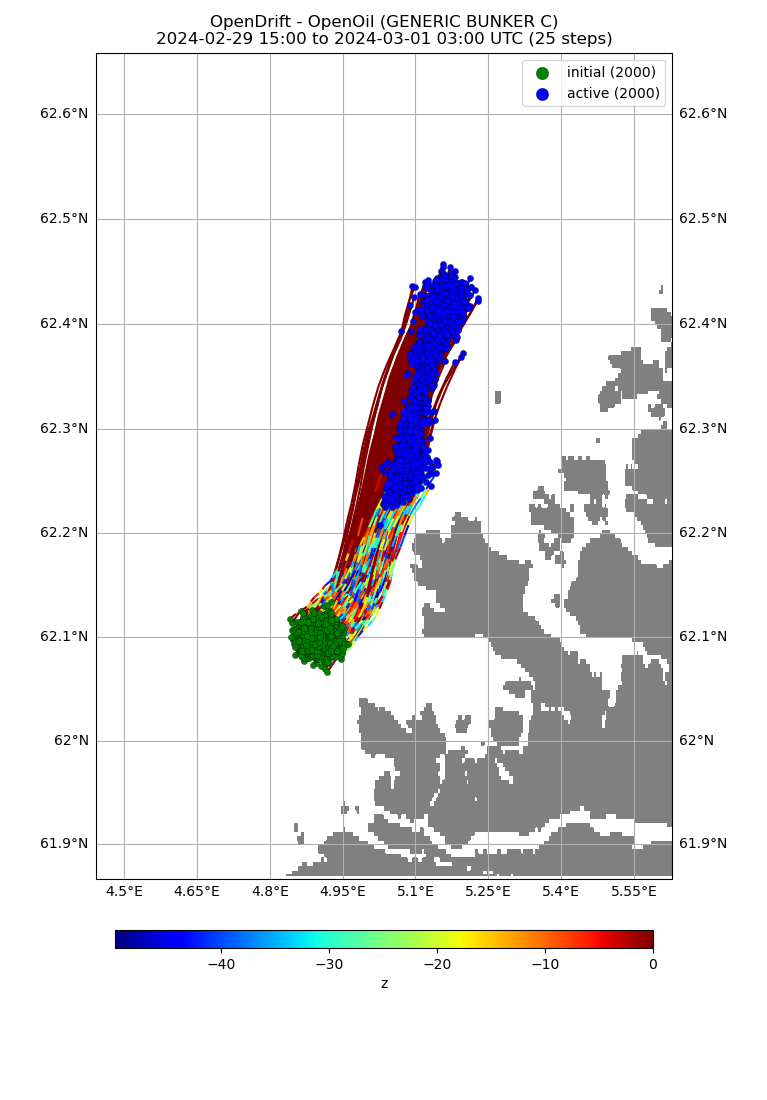 OpenDrift - OpenOil (GENERIC BUNKER C)
2024-02-29 15:00 to 2024-03-01 03:00 UTC (25 steps)
initial (2000)
active (2000)
62.6°N 62.6°N
62.5°N 62.5°N
62.4°N 62.4°N
62.3°N 62.3°N
62.2°N 62.2°N
62.1°N 62.1°N
62°N 62°N
61.9°N 61.9°N
4.5°E 4.65°E 4.8°E 4.95°E 5.1°E 5.25°E 5.4°E 5.55°E
−40 −30 −20 −10 0
z